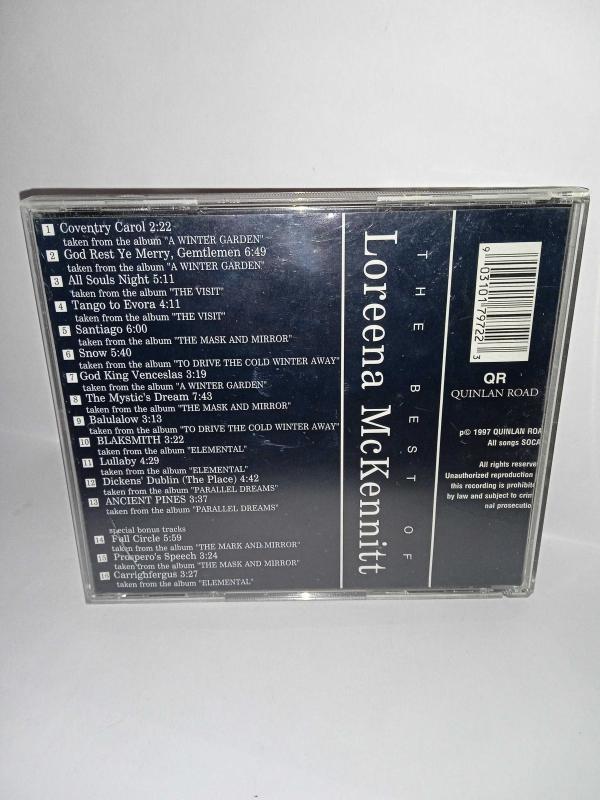 1 Coventry Carol 2:22
taken from the album "A WINTER GARDEN"
2 God Rest Ye Merry, Gemtlemen 6:49
taken from the album "A WINTER GARDEN"
3 All Souls Night 5:11
taken from the album "THE VISIT"
4 Tango to Evora 4:11
taken from the album "THE VISIT"
5 Santiago 6:00
taken from the album "THE MASK AND MIRROR"
6 Snow 5:40
taken from the album "TO DRIVE THE COLD WINTER AWAY"
7 God King Venceslas 3:19
taken from the album "A WINTER GARDEN"
8 The Mystic's Dream 7:43
taken from the album "THE MASK AND MIRROR"
9 Balulalow 3:13
taken from the album "TO DRIVE THE COLD WINTER AWAY"
10 BLAKSMITH 3:22
taken from the album "ELEMENTAL"
11 Lullaby 4:29
taken from the album "ELEMENTAL"
12 Dickens' Dublin (The Place) 4:42
taken from the album "PARALLEL DREAMS"
13 ANCIENT PINES 3:37
taken from the album "PARALLEL DREAMS"
special bonus tracks
14 Full Circle 5:59
taken from the album "THE MARK AND MIRROR"
15 Prospero's Speech 3:24
taken from the album "THE MASK AND MIRROR"
16 Carrighfergus 3:27
taken from the album "ELEMENTAL"
THE BEST OF
Loreena McKennitt
9 03101 79722 3
QR
QUINLAN ROAD
p© 1997 QUINLAN ROA
All songs SOCA
All rights reserve
Unauthorized reproduction
this recording is prohibite
by law and subject to crim
nal prosecutio